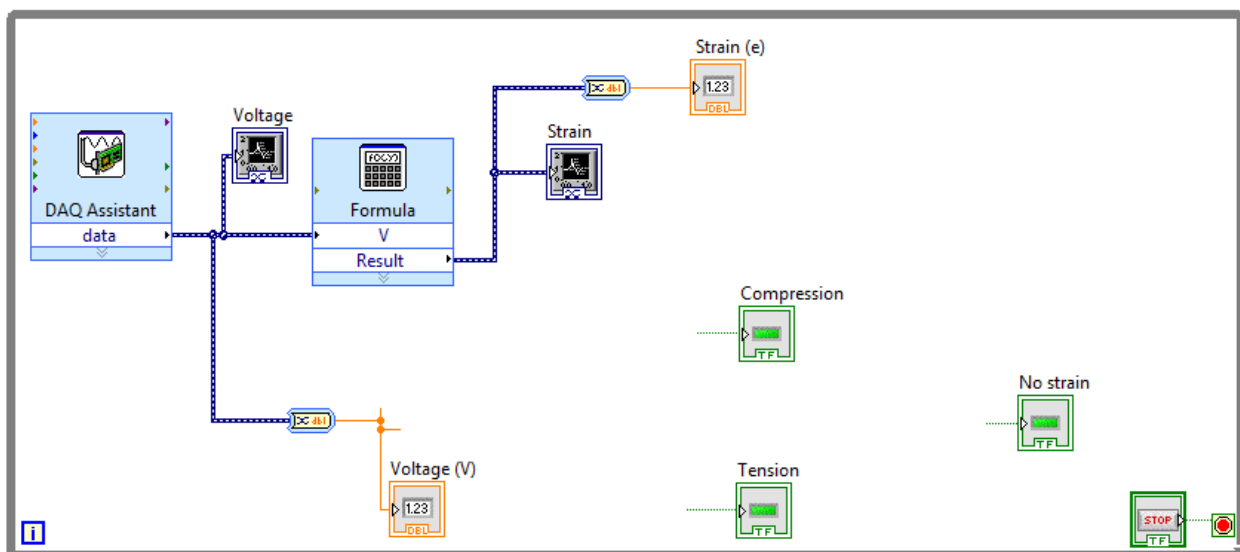 Strain (e)
1.23
DBL
dbl
Voltage
Strain
DAQ Assistant
data
Formula
V
Result
Compression
TF
No strain
TF
dbl
Voltage (V)
1.23
DBL
Tension
TF
STOP
TF
i